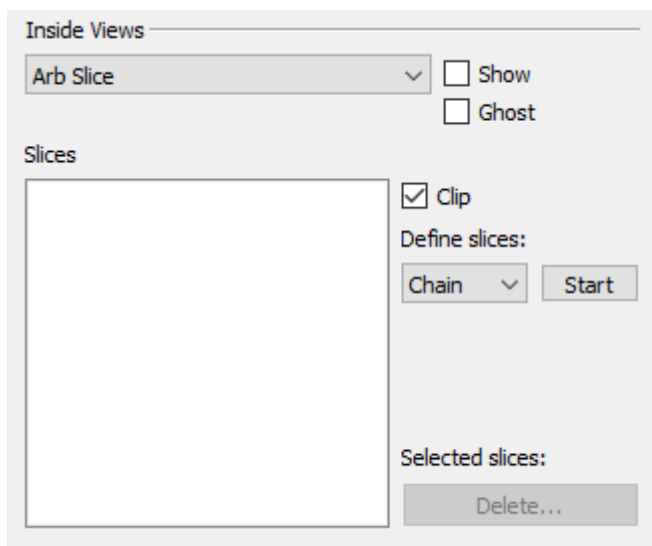 Inside Views
Arb Slice
Show
Ghost
Slices
Clip
Define slices:
Chain
Start
Selected slices:
Delete...